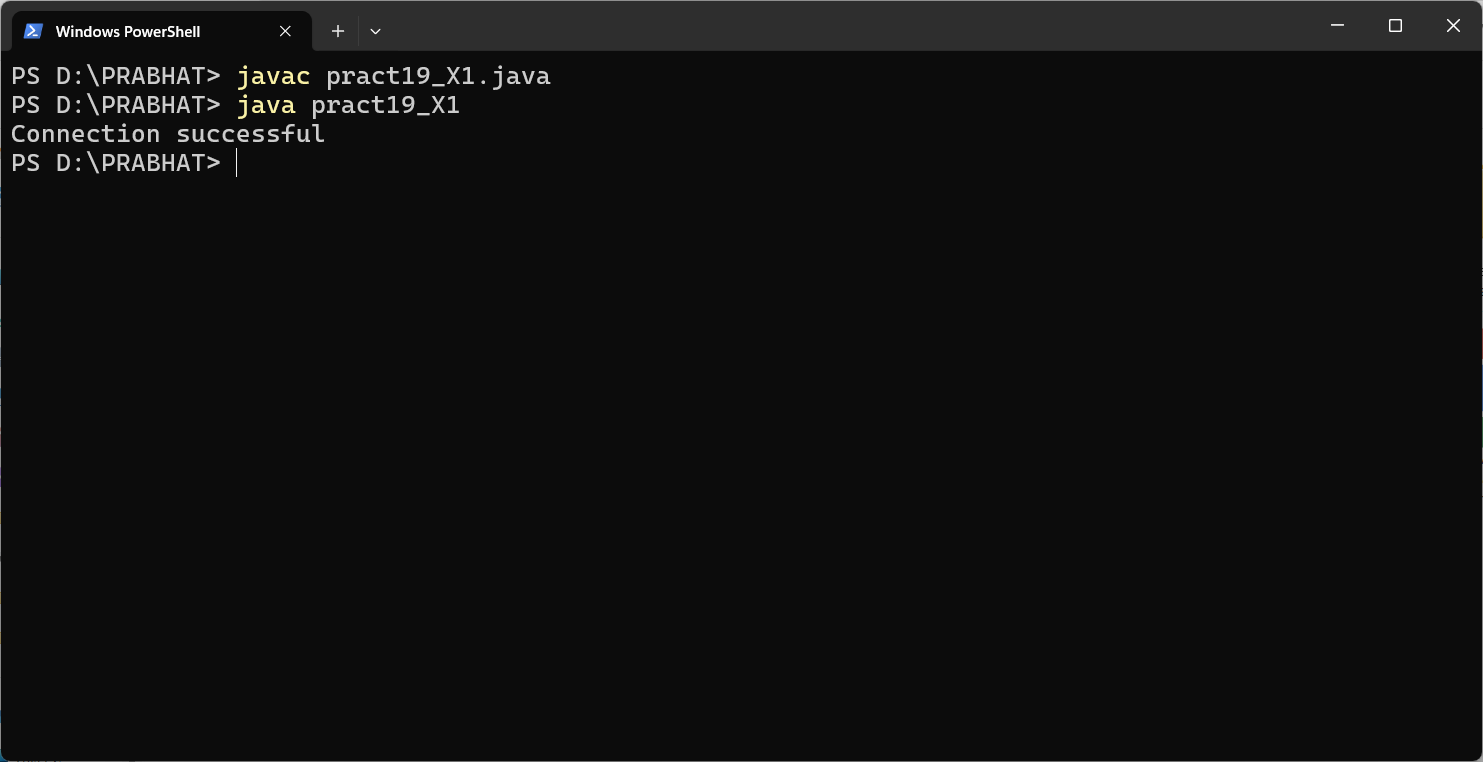 Windows PowerShell
PS D:\PRABHAT> javac pract19_X1.java
PS D:\PRABHAT> java pract19_X1
Connection successful
PS D:\PRABHAT>